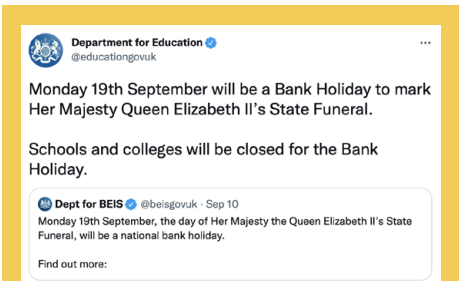 Department for Education
@educationgovuk
Monday 19th September will be a Bank Holiday to mark
Her Majesty Queen Elizabeth II's State Funeral.
Schools and colleges will be closed for the Bank
Holiday.
Dept for BEIS @beisgovuk · Sep 10
Monday 19th September, the day of Her Majesty the Queen Elizabeth II's State
Funeral, will be a national bank holiday.
Find out more: